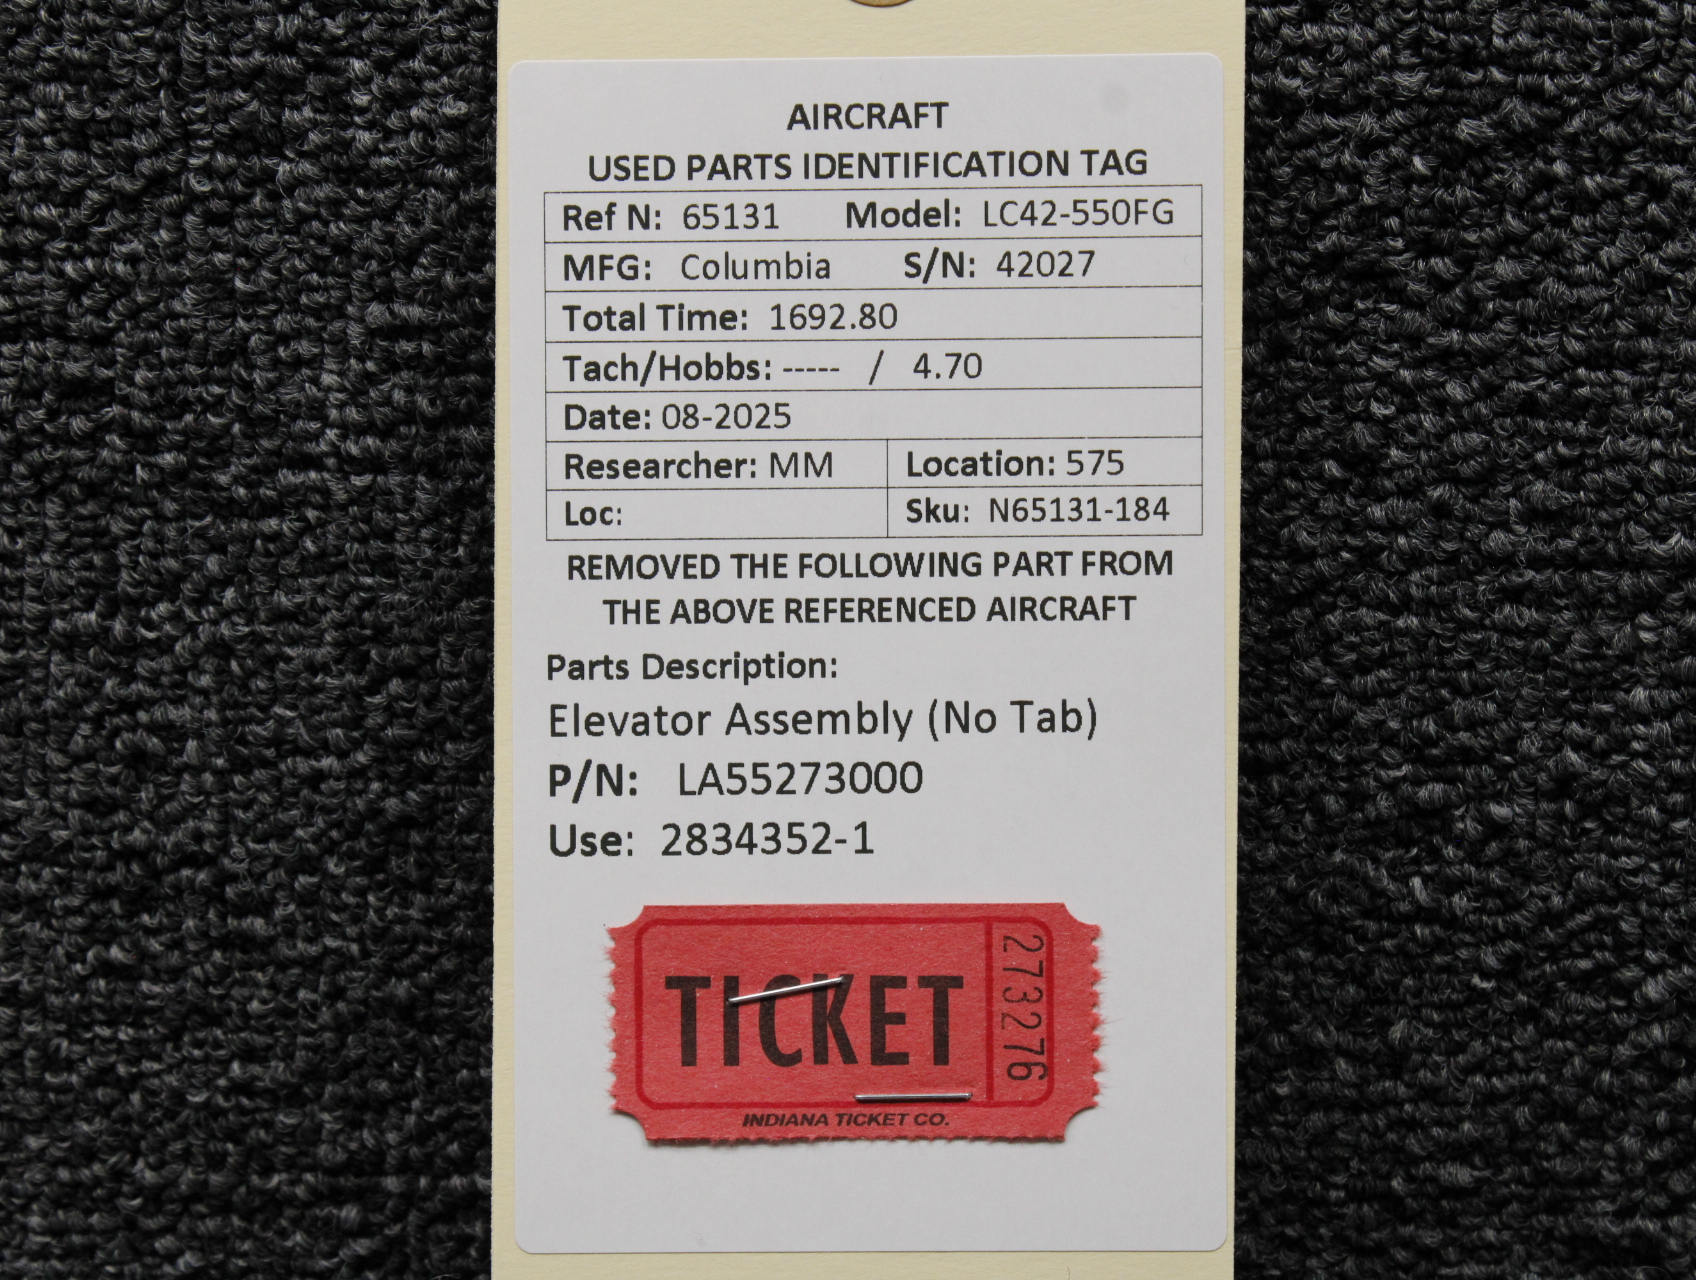 AIRCRAFT
USED PARTS IDENTIFICATION TAG
Ref N: 65131 Model: LC42-550FG
MFG: Columbia S/N: 42027
Total Time: 1692.80
Tach/Hobbs: ----- / 4.70
Date: 08-2025
Researcher: MM Location: 575
Loc: Sku: N65131-184
REMOVED THE FOLLOWING PART FROM
THE ABOVE REFERENCED AIRCRAFT
Parts Description:
Elevator Assembly (No Tab)
P/N: LA55273000
Use: 2834352-1
TICKET
273276
INDIANA TICKET CO.